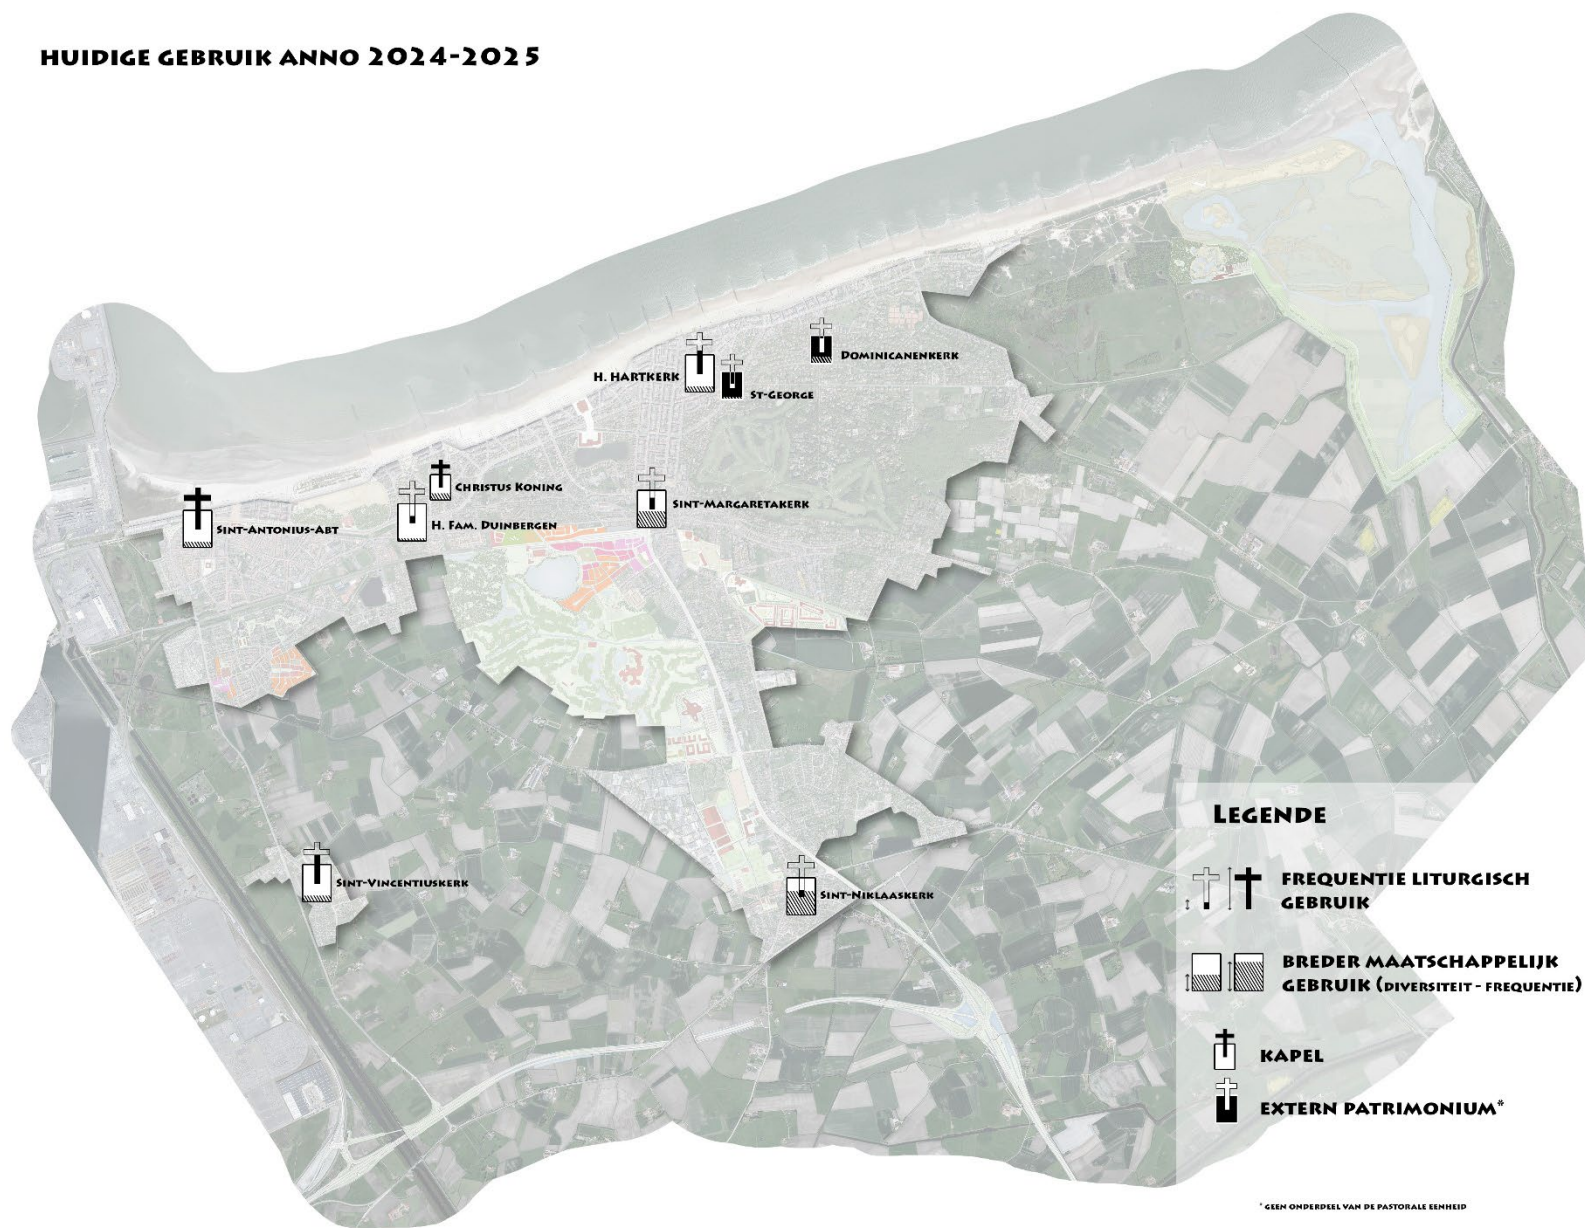 HUIDIGE GEBRUIK ANNO 2024-2025
DOMINICANENKERK
H. HARTKERK
ST-GEORGE
CHRISTUS KONING
SINT-MARGARETAKERK
SINT-ANTONIUS-ABT
H. FAM. DUINBERGEN
SINT-VINCENTIUSKERK
SINT-NIKLAASKERK
LEGENDE
FREQUENTIE LITURGISCH
GEBRUIK
BREDER MAATSCHAPPELIJK
GEBRUIK (DIVERSITEIT - FREQUENTIE)
KAPEL
EXTERN PATRIMONIUM*
* GEEN ONDERDEEL VAN DE PASTORALE EENHEID